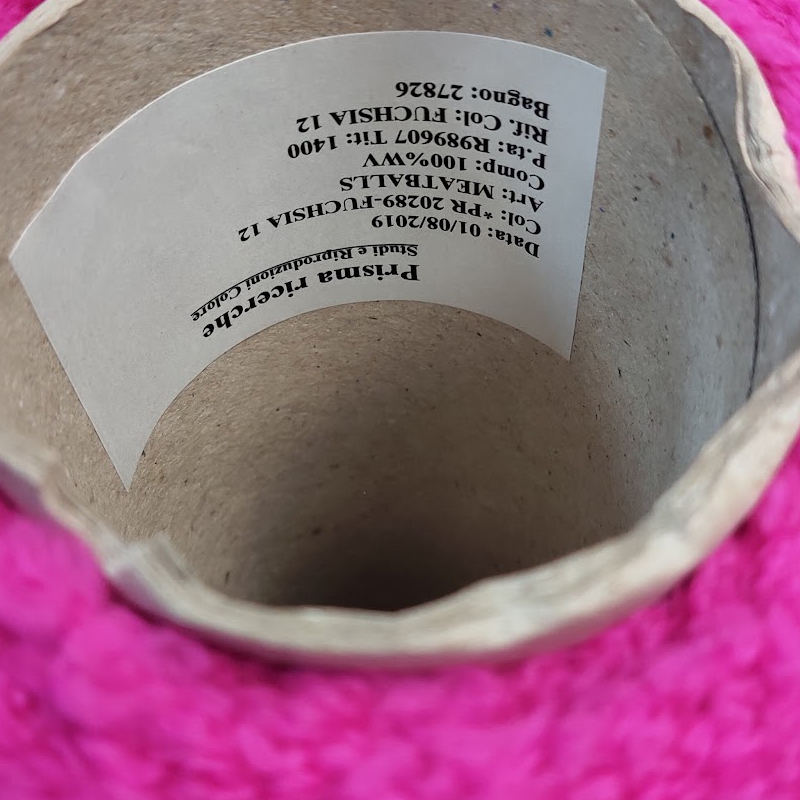 Prisma ricerche
Studi e Riproduzioni Colore
Data: 01/08/2019
Col: *PR 20289-FUCHSIA 12
Art: MEATBALLS
Comp: 100%WV
P.ta: R989607 Tit: 1400
Rif. Col: FUCHSIA 12
Bagno: 27826